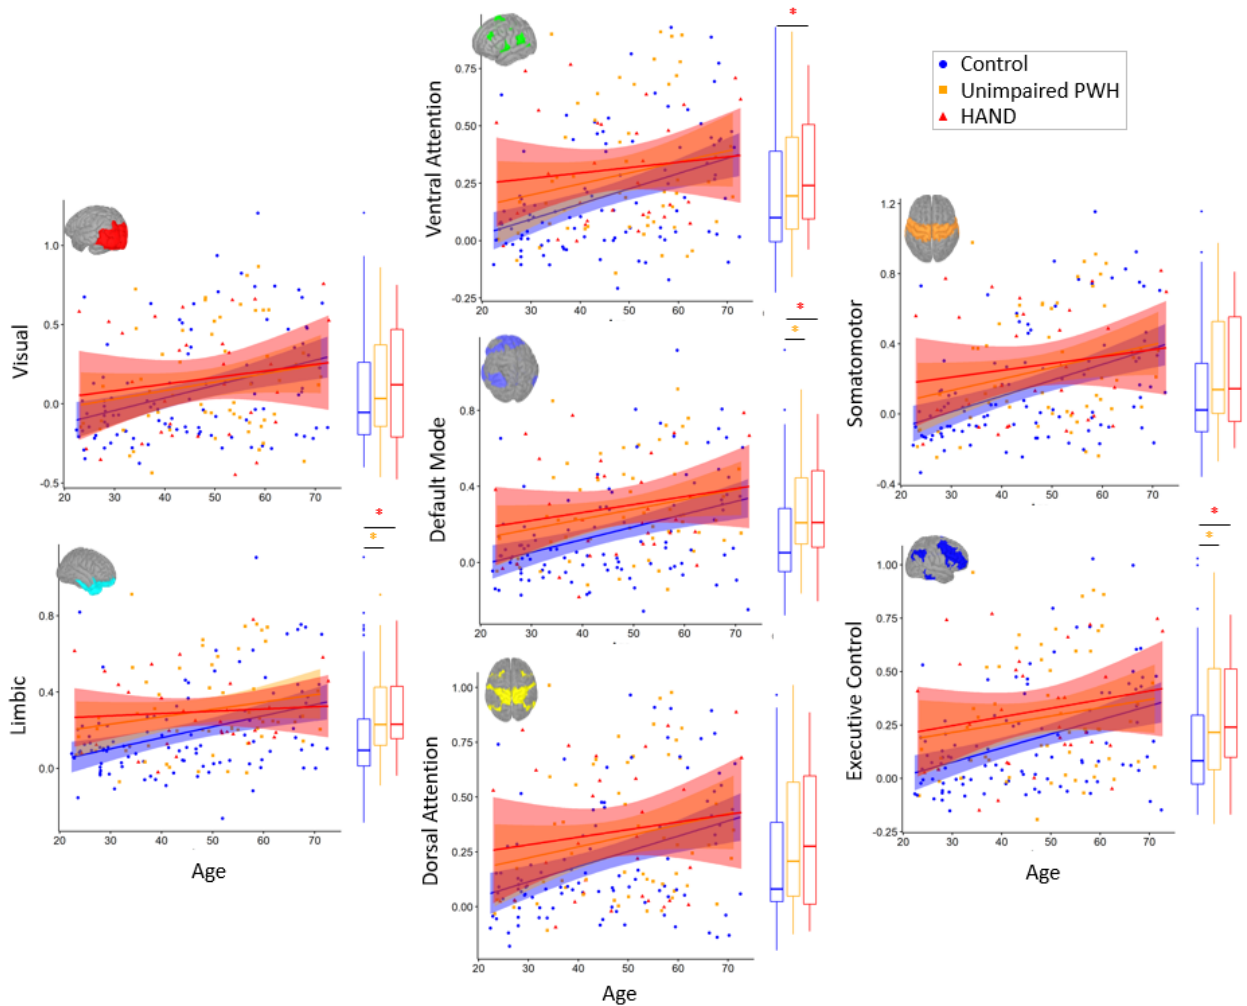 Control
Unimpaired PWH
HAND
*
Ventral Attention
0.75
0.50
0.25
0.00
-0.25
20 30 40 50 60 70
Visual
1.0
0.5
0.0
-0.5
20 30 40 50 60 70
*
*
Default Mode
0.8
0.4
0.0
20 30 40 50 60 70
Somatomotor
1.2
0.8
0.4
0.0
-0.4
20 30 40 50 60 70
*
*
Limbic
0.8
0.4
0.0
20 30 40 50 60 70
Age
Dorsal Attention
1.00
0.75
0.50
0.25
0.00
20 30 40 50 60 70
Age
*
*
Executive Control
1.00
0.75
0.50
0.25
0.00
-0.25
20 30 40 50 60 70
Age